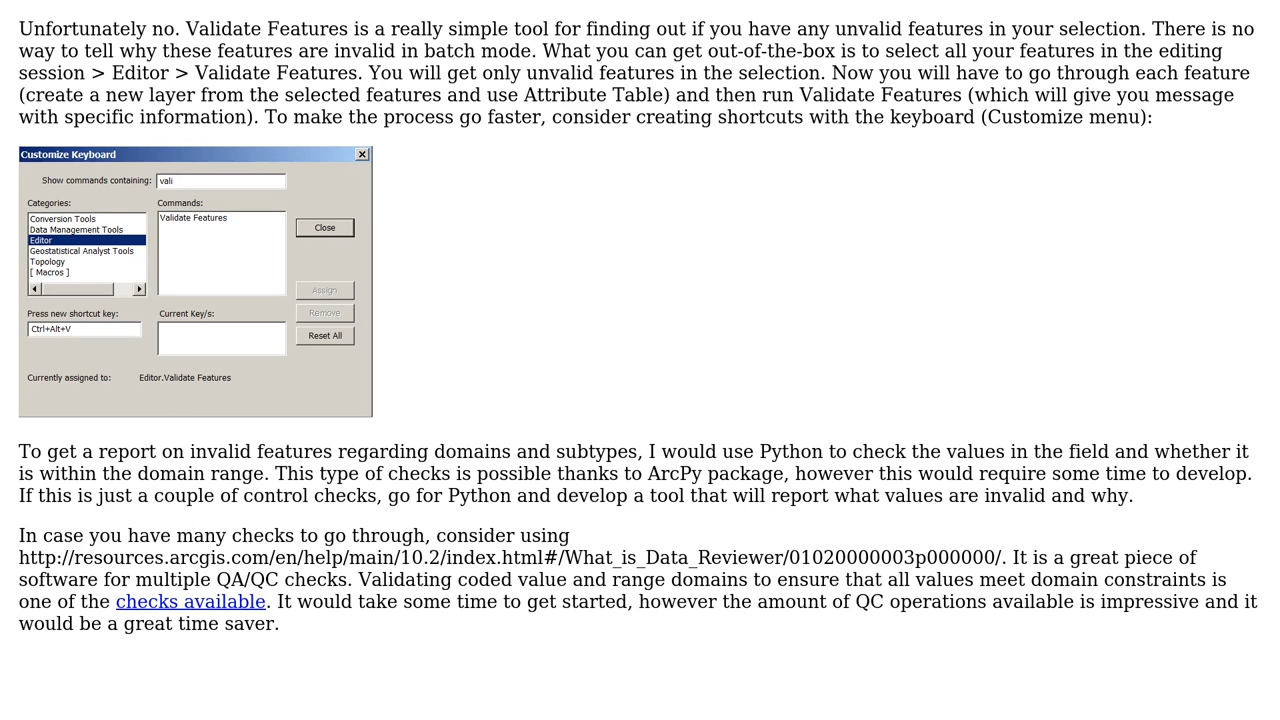 Unfortunately no. Validate Features is a really simple tool for finding out if you have any unvalid features in your selection. There is no
way to tell why these features are invalid in batch mode. What you can get out-of-the-box is to select all your features in the editing
session > Editor > Validate Features. You will get only unvalid features in the selection. Now you will have to go through each feature
(create a new layer from the selected features and use Attribute Table) and then run Validate Features (which will give you message
with specific information). To make the process go faster, consider creating shortcuts with the keyboard (Customize menu):
Customize Keyboard
Show commands containing: vali
Categories:
Conversion Tools
Data Management Tools
Editor
Geostatistical Analyst Tools
Topology
[ Macros ]
Commands:
Validate Features
Close
Assign
Remove
Reset All
Press new shortcut key:
Ctrl+Alt+V
Current Key/s:
Currently assigned to: Editor.Validate Features
To get a report on invalid features regarding domains and subtypes, I would use Python to check the values in the field and whether it
is within the domain range. This type of checks is possible thanks to ArcPy package, however this would require some time to develop.
If this is just a couple of control checks, go for Python and develop a tool that will report what values are invalid and why.
In case you have many checks to go through, consider using
http://resources.arcgis.com/en/help/main/10.2/index.html#/What_is_Data_Reviewer/01020000003p000000/. It is a great piece of
software for multiple QA/QC checks. Validating coded value and range domains to ensure that all values meet domain constraints is
one of the checks available. It would take some time to get started, however the amount of QC operations available is impressive and it
would be a great time saver.